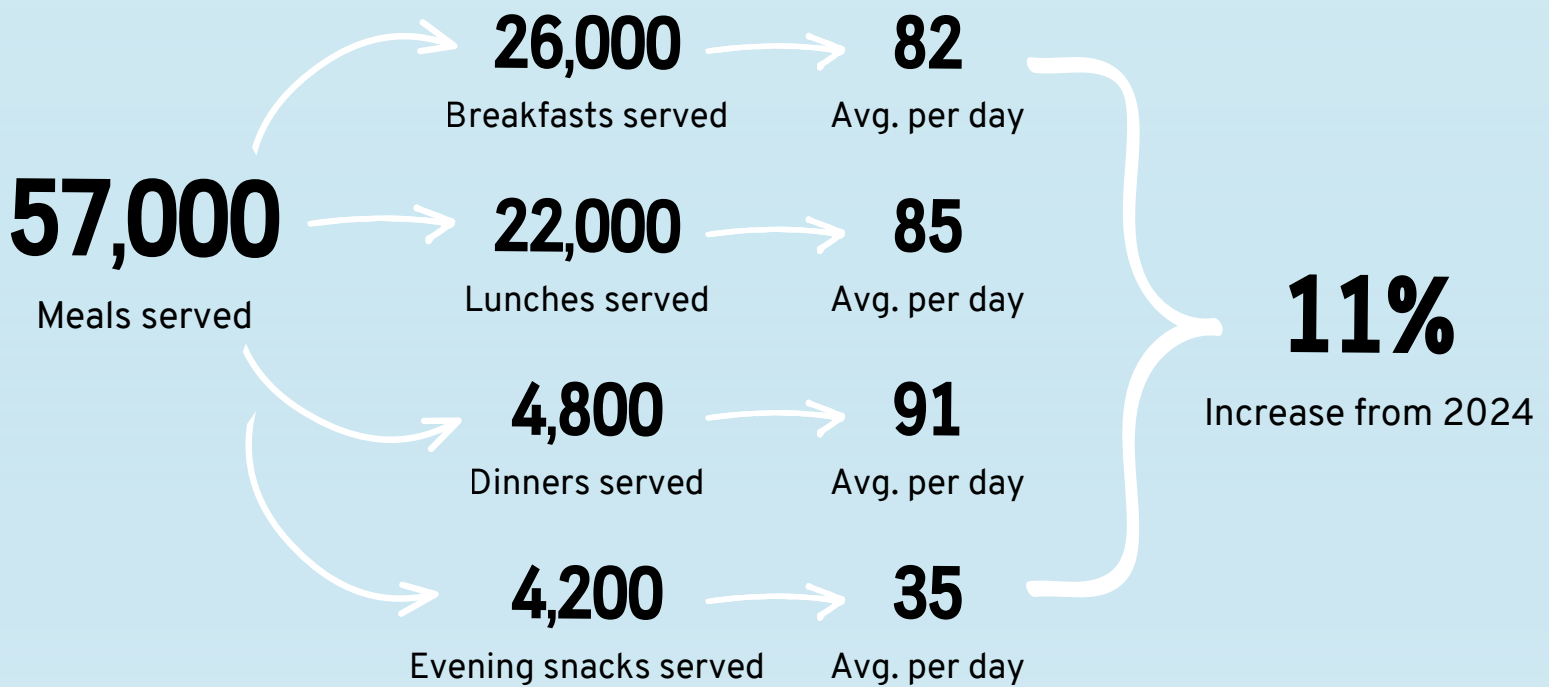 57,000
Meals served
26,000
Breakfasts served
82
Avg. per day
22,000
Lunches served
85
Avg. per day
4,800
Dinners served
91
Avg. per day
4,200
Evening snacks served
35
Avg. per day
11%
Increase from 2024